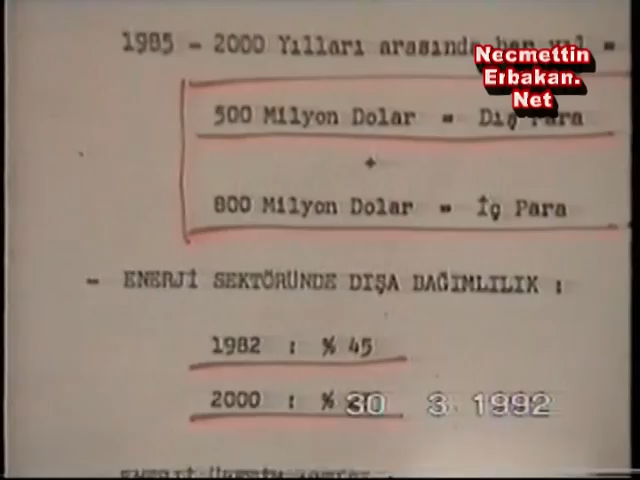 1985 - 2000 Yılları arasında her yıl =
Necmettin
Erbakan.
Net
500 Milyon Dolar = Dış Para
+
800 Milyon Dolar = İç Para
- ENERJİ SEKTÖRÜNDE DIŞA BAĞIMLILIK :
1982 : % 45
2000 : %
30 3 1992